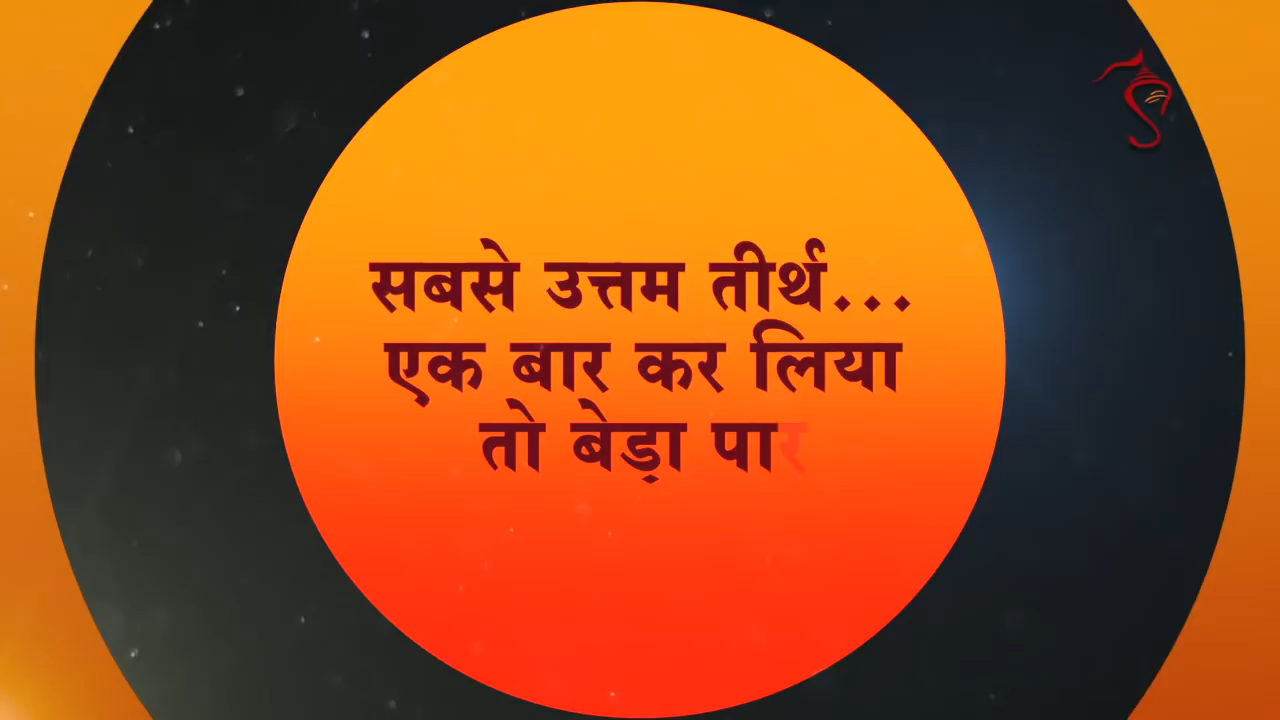 सबसे उत्तम तीर्थ...
एक बार कर लिया
तो बेड़ा पार